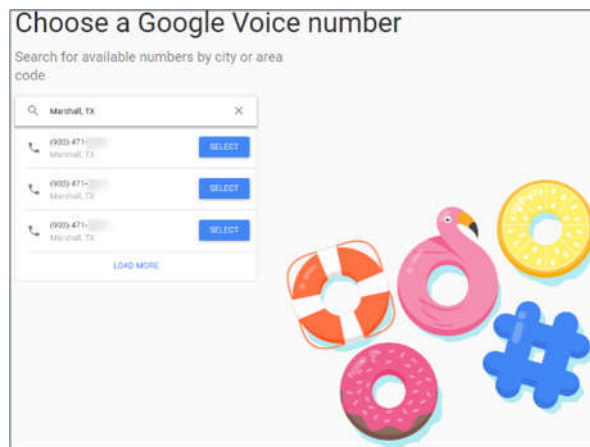 Choose a Google Voice number
Search for available numbers by city or area
code
Marshall, TX
(903) 471-
Marshall, TX
SELECT
(903) 471-
Marshall, TX
SELECT
(903) 471-
Marshall, TX
SELECT
LOAD MORE